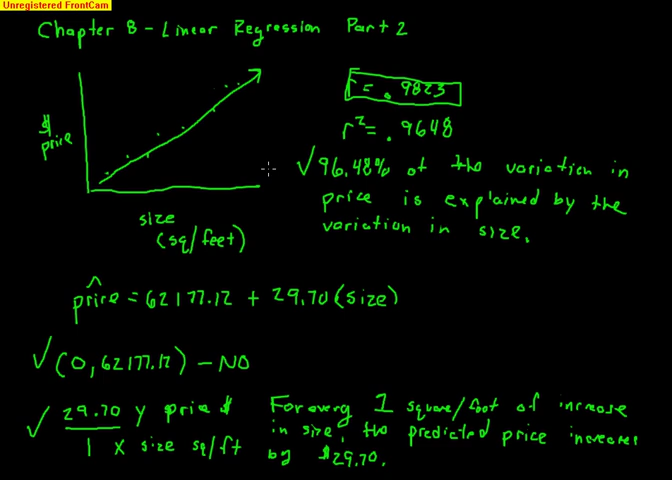 Unregistered FrontCam
Chapter 8 - Linear Regression Part 2
$
price
size
(sq/feet)
r = .9823
r² = .9648
√ 96.48% of the variation in
price is explained by the
variation in size.
^
price = 62177.12 + 29.70 (size)
√ (0, 62177.12) - NO
√ 29.70 y price $
1 x size sq/ft
For every 1 square/foot of increase
in size, the predicted price increases
by $29.70.